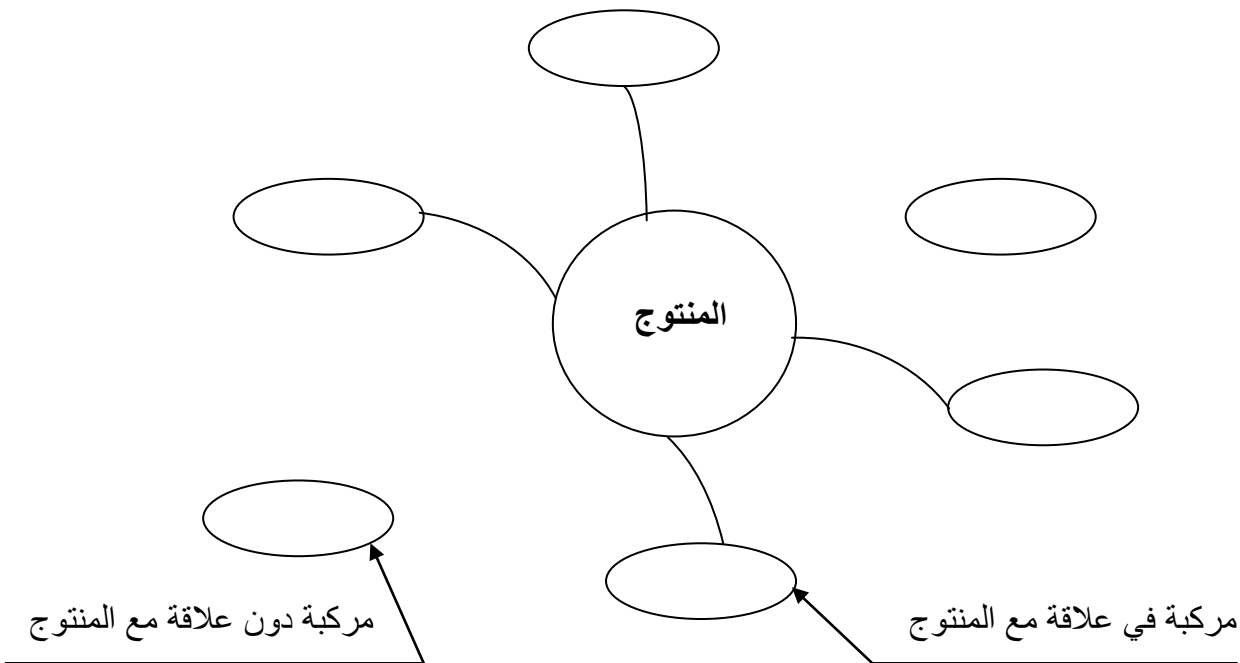 المنتوج
مركبة في علاقة مع المنتوج
مركبة دون علاقة مع المنتوج